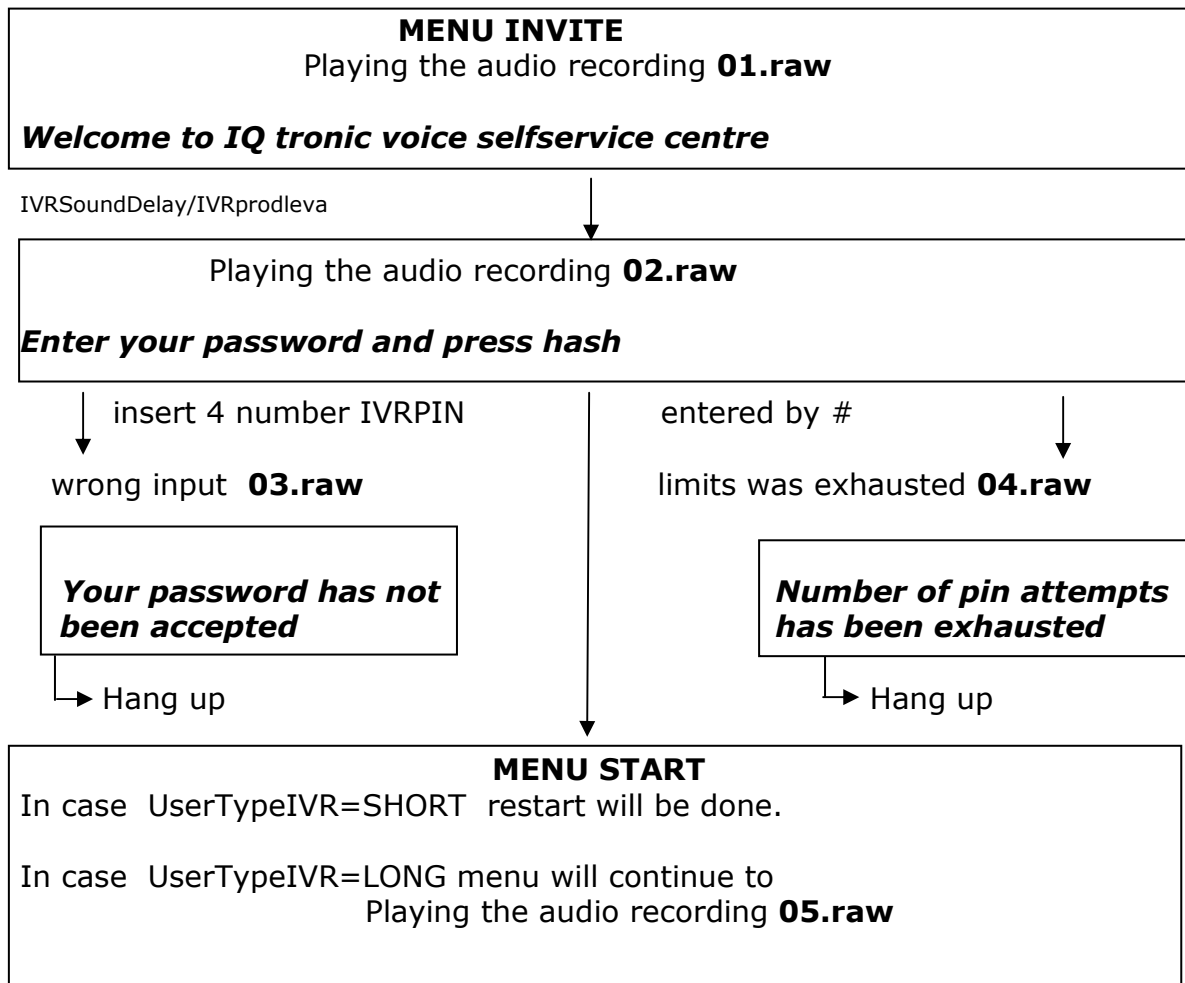 MENU INVITE
Playing the audio recording 01.raw
Welcome to IQ tronic voice selfservice centre
IVRSoundDelay/IVRprodleva
Playing the audio recording 02.raw
Enter your password and press hash
insert 4 number IVRPIN entered by #
wrong input 03.raw limits was exhausted 04.raw
Your password has not
been accepted
Number of pin attempts
has been exhausted
Hang up
Hang up
MENU START
In case UserTypeIVR=SHORT restart will be done.
In case UserTypeIVR=LONG menu will continue to
Playing the audio recording 05.raw